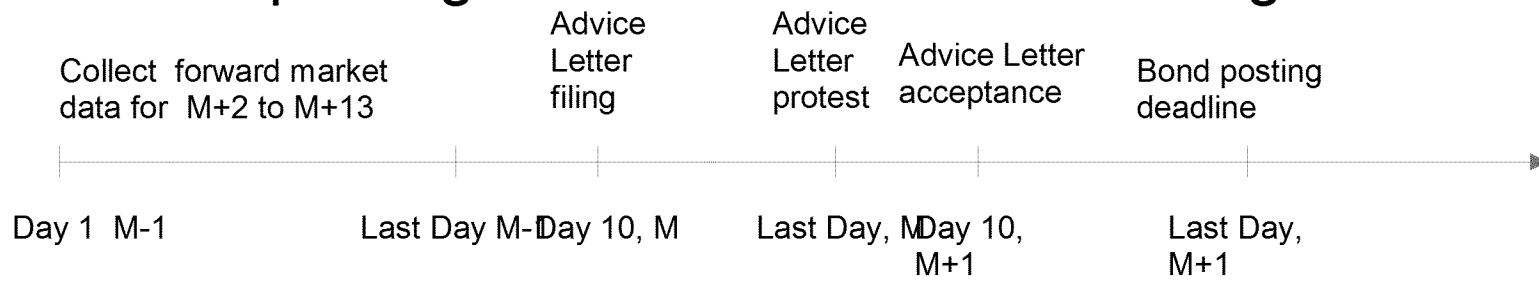 Collect forward market
data for M+2 to M+13
Advice
Letter
filing
Advice
Letter
protest
Advice Letter
acceptance
Bond posting
deadline
Day 1 M-1
Last Day M-1
Day 10, M
Last Day, M
Day 10,
M+1
Last Day,
M+1